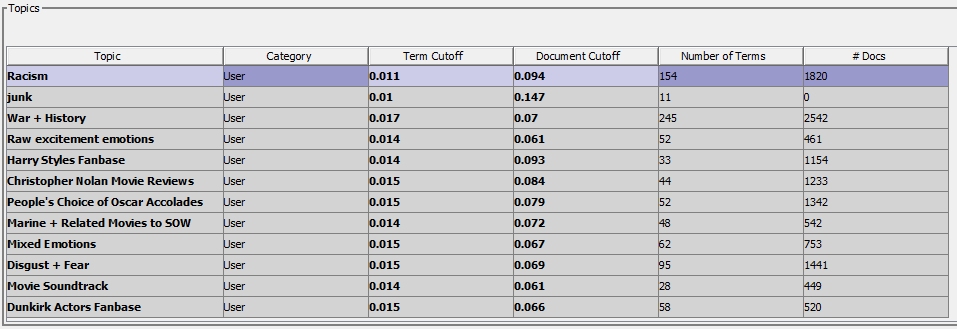 Topics
Topic Category Term Cutoff Document Cutoff Number of Terms # Docs
Racism User 0.011 0.094 154 1820
junk User 0.01 0.147 11 0
War + History User 0.017 0.07 245 2542
Raw excitement emotions User 0.014 0.061 52 461
Harry Styles Fanbase User 0.014 0.093 33 1154
Christopher Nolan Movie Reviews User 0.015 0.084 44 1233
People's Choice of Oscar Accolades User 0.015 0.079 52 1342
Marine + Related Movies to SOW User 0.014 0.072 48 542
Mixed Emotions User 0.015 0.067 62 753
Disgust + Fear User 0.015 0.069 95 1441
Movie Soundtrack User 0.014 0.061 28 449
Dunkirk Actors Fanbase User 0.015 0.066 58 520